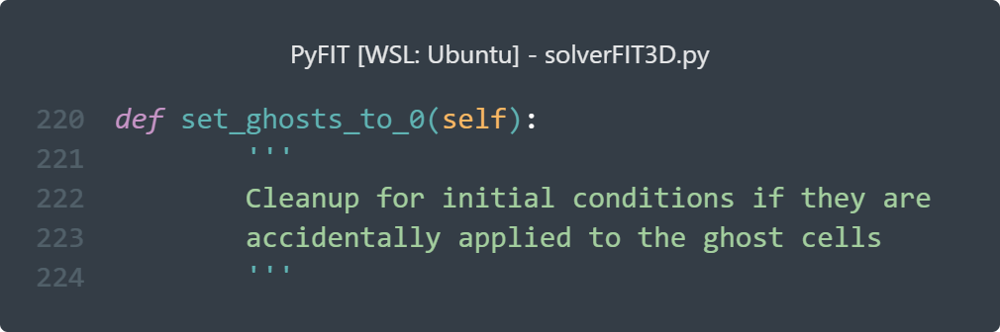 PyFIT [WSL: Ubuntu] - solverFIT3D.py
220 def set_ghosts_to_0(self):
221 '''
222 Cleanup for initial conditions if they are
223 accidentally applied to the ghost cells
224 '''